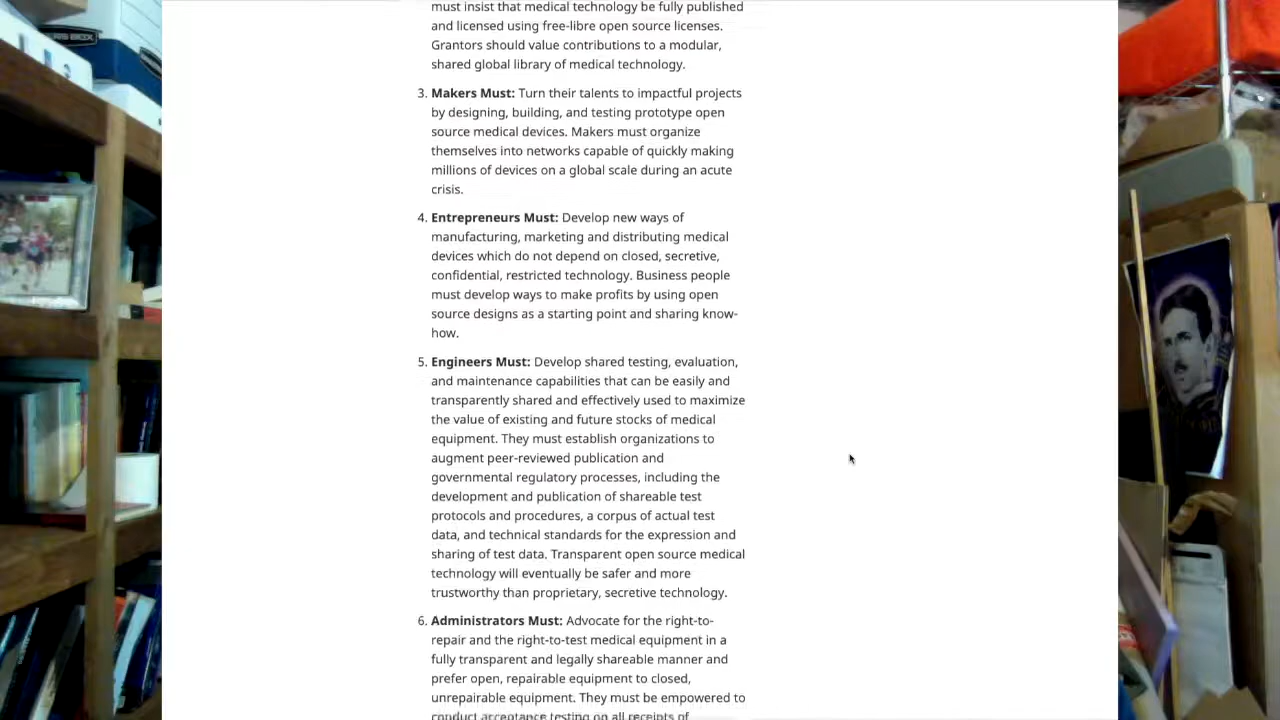 must insist that medical technology be fully published
and licensed using free-libre open source licenses.
Grantors should value contributions to a modular,
shared global library of medical technology.
3. Makers Must: Turn their talents to impactful projects
by designing, building, and testing prototype open
source medical devices. Makers must organize
themselves into networks capable of quickly making
millions of devices on a global scale during an acute
crisis.
4. Entrepreneurs Must: Develop new ways of
manufacturing, marketing and distributing medical
devices which do not depend on closed, secretive,
confidential, restricted technology. Business people
must develop ways to make profits by using open
source designs as a starting point and sharing know-
how.
5. Engineers Must: Develop shared testing, evaluation,
and maintenance capabilities that can be easily and
transparently shared and effectively used to maximize
the value of existing and future stocks of medical
equipment. They must establish organizations to
augment peer-reviewed publication and
governmental regulatory processes, including the
development and publication of shareable test
protocols and procedures, a corpus of actual test
data, and technical standards for the expression and
sharing of test data. Transparent open source medical
technology will eventually be safer and more
trustworthy than proprietary, secretive technology.
6. Administrators Must: Advocate for the right-to-
repair and the right-to-test medical equipment in a
fully transparent and legally shareable manner and
prefer open, repairable equipment to closed,
unrepairable equipment. They must be empowered to
conduct acceptance testing on all receipts of